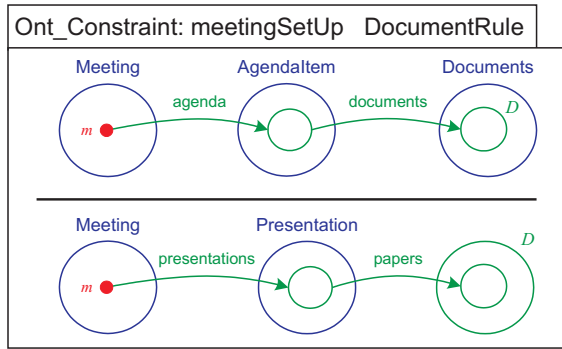 Ont_Constraint: meetingSetUp DocumentRule
Meeting AgendaItem Documents
agenda documents D
m
Meeting Presentation
D
presentations papers
m